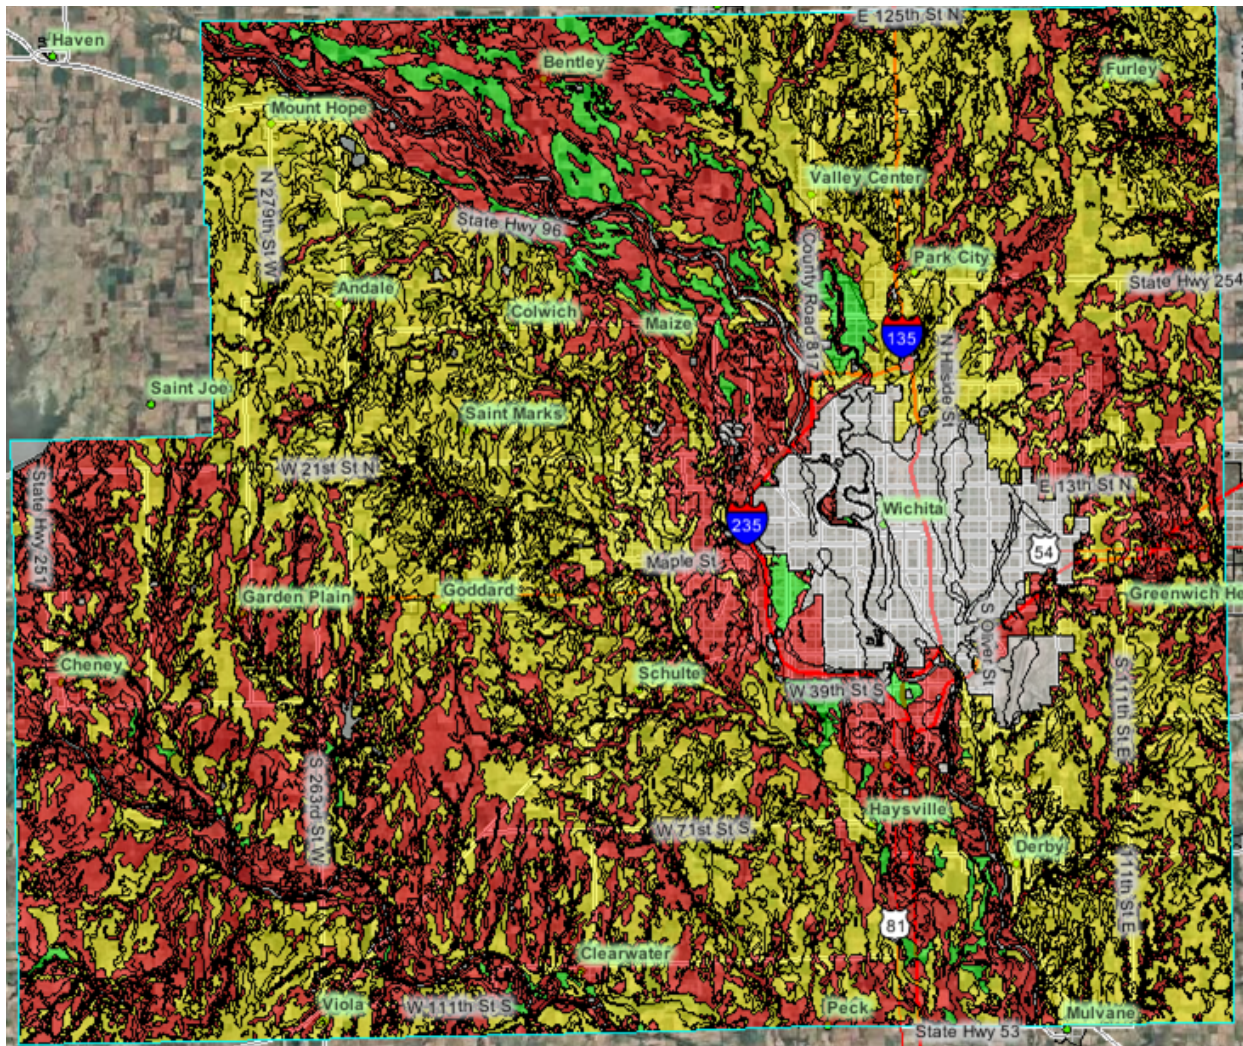 E 125th St N
Haven
Bentley
Furley
Mount Hope
Valley Center
N 279th St W
State Hwy 96
County Road 817
Park City
State Hwy 254
Andale
Colwich
Maize
135
N Hillside St
Saint Joe
Saint Marks
W 21st St N
State Hwy 251
E 13th St N
Wichita
235
54
Maple St
Garden Plain
Goddard
Greenwich He
Cheney
Schulte
S Oliver St
W 39th St S
S 111th St E
S 263rd St W
Haysville
W 71st St S
Derby
111th St E
81
Clearwater
Viola
W 111th St S
Peck
Mulvane
State Hwy 53